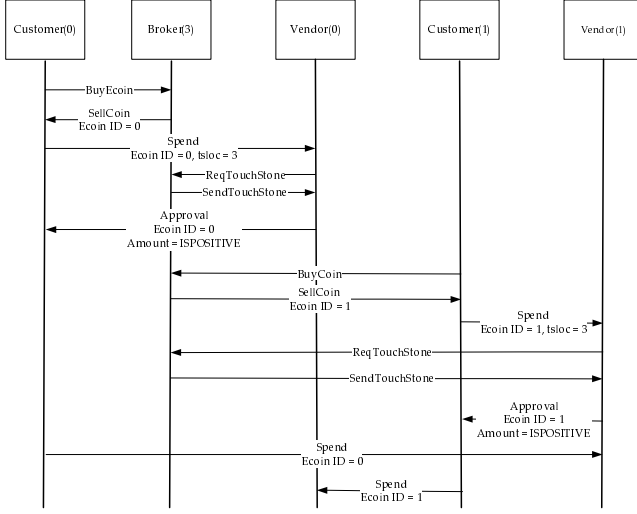 Customer(0)
Broker(3)
Vendor(0)
Customer(1)
Vendor(1)
BuyEcoin
SellCoin
Ecoin ID = 0
Spend
Ecoin ID = 0, tsloc = 3
ReqTouchStone
SendTouchStone
Approval
Ecoin ID = 0
Amount = ISPOSITIVE
BuyCoin
SellCoin
Ecoin ID = 1
Spend
Ecoin ID = 1, tsloc = 3
ReqTouchStone
SendTouchStone
Approval
Ecoin ID = 1
Amount = ISPOSITIVE
Spend
Ecoin ID = 0
Spend
Ecoin ID = 1